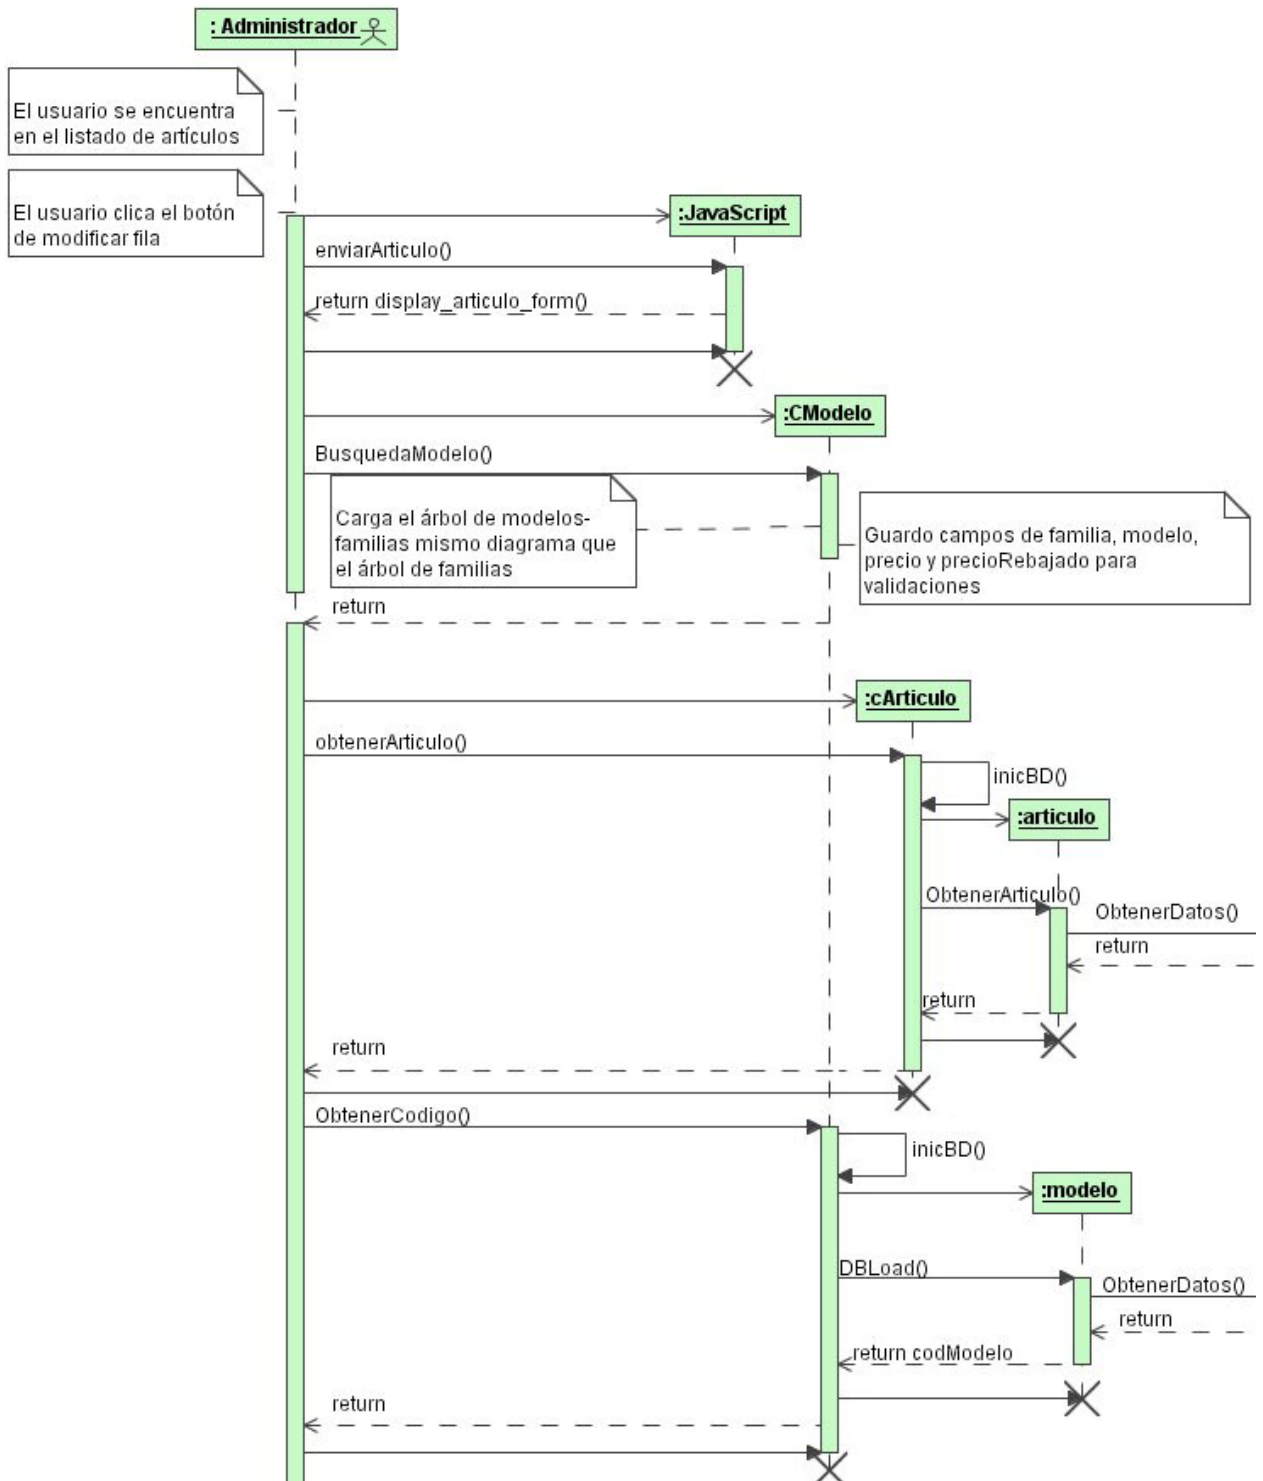 : Administrador
El usuario se encuentra
en el listado de artículos
El usuario clica el botón
de modificar fila
:JavaScript
enviarArticulo()
return display_articulo_form()
:CModelo
BusquedaModelo()
Carga el árbol de modelos-
familias mismo diagrama que
el árbol de familias
Guardo campos de familia, modelo,
precio y precioRebajado para
validaciones
return
:cArticulo
obtenerArticulo()
inicBD()
:articulo
ObtenerArticulo()
ObtenerDatos()
return
return
return
ObtenerCodigo()
inicBD()
:modelo
DBLoad()
ObtenerDatos()
return
return codModelo
return